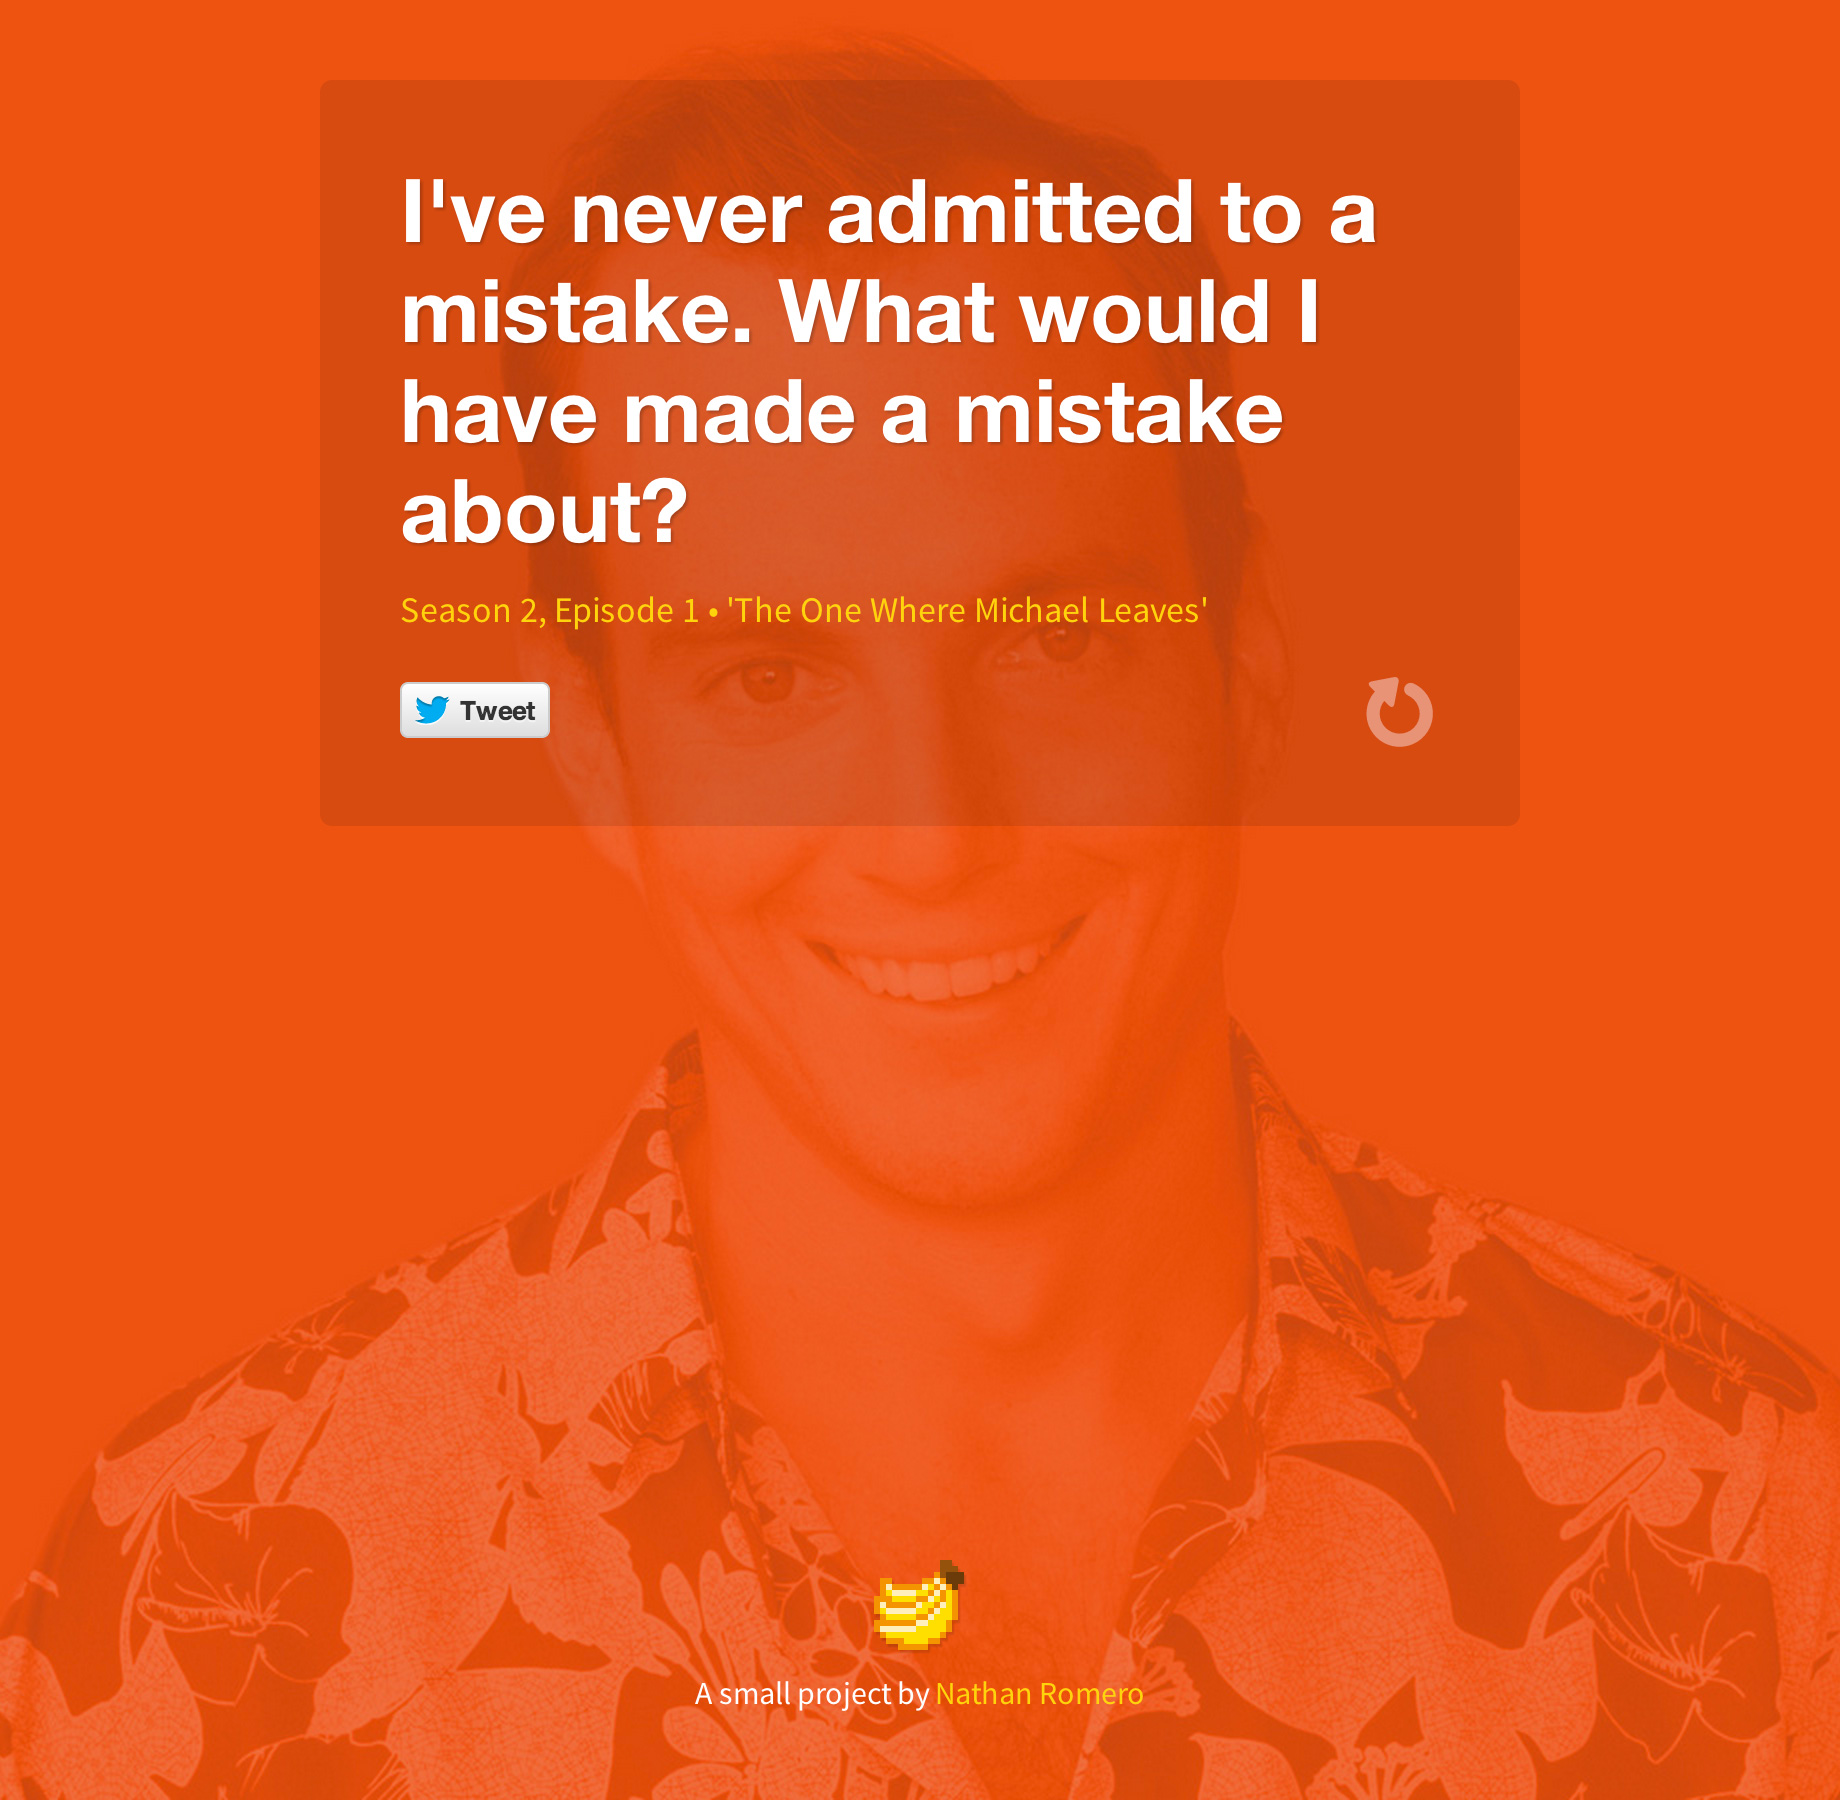 I've never admitted to a
mistake. What would I
have made a mistake
about?
Season 2, Episode 1 • 'The One Where Michael Leaves'
Tweet
A small project by Nathan Romero